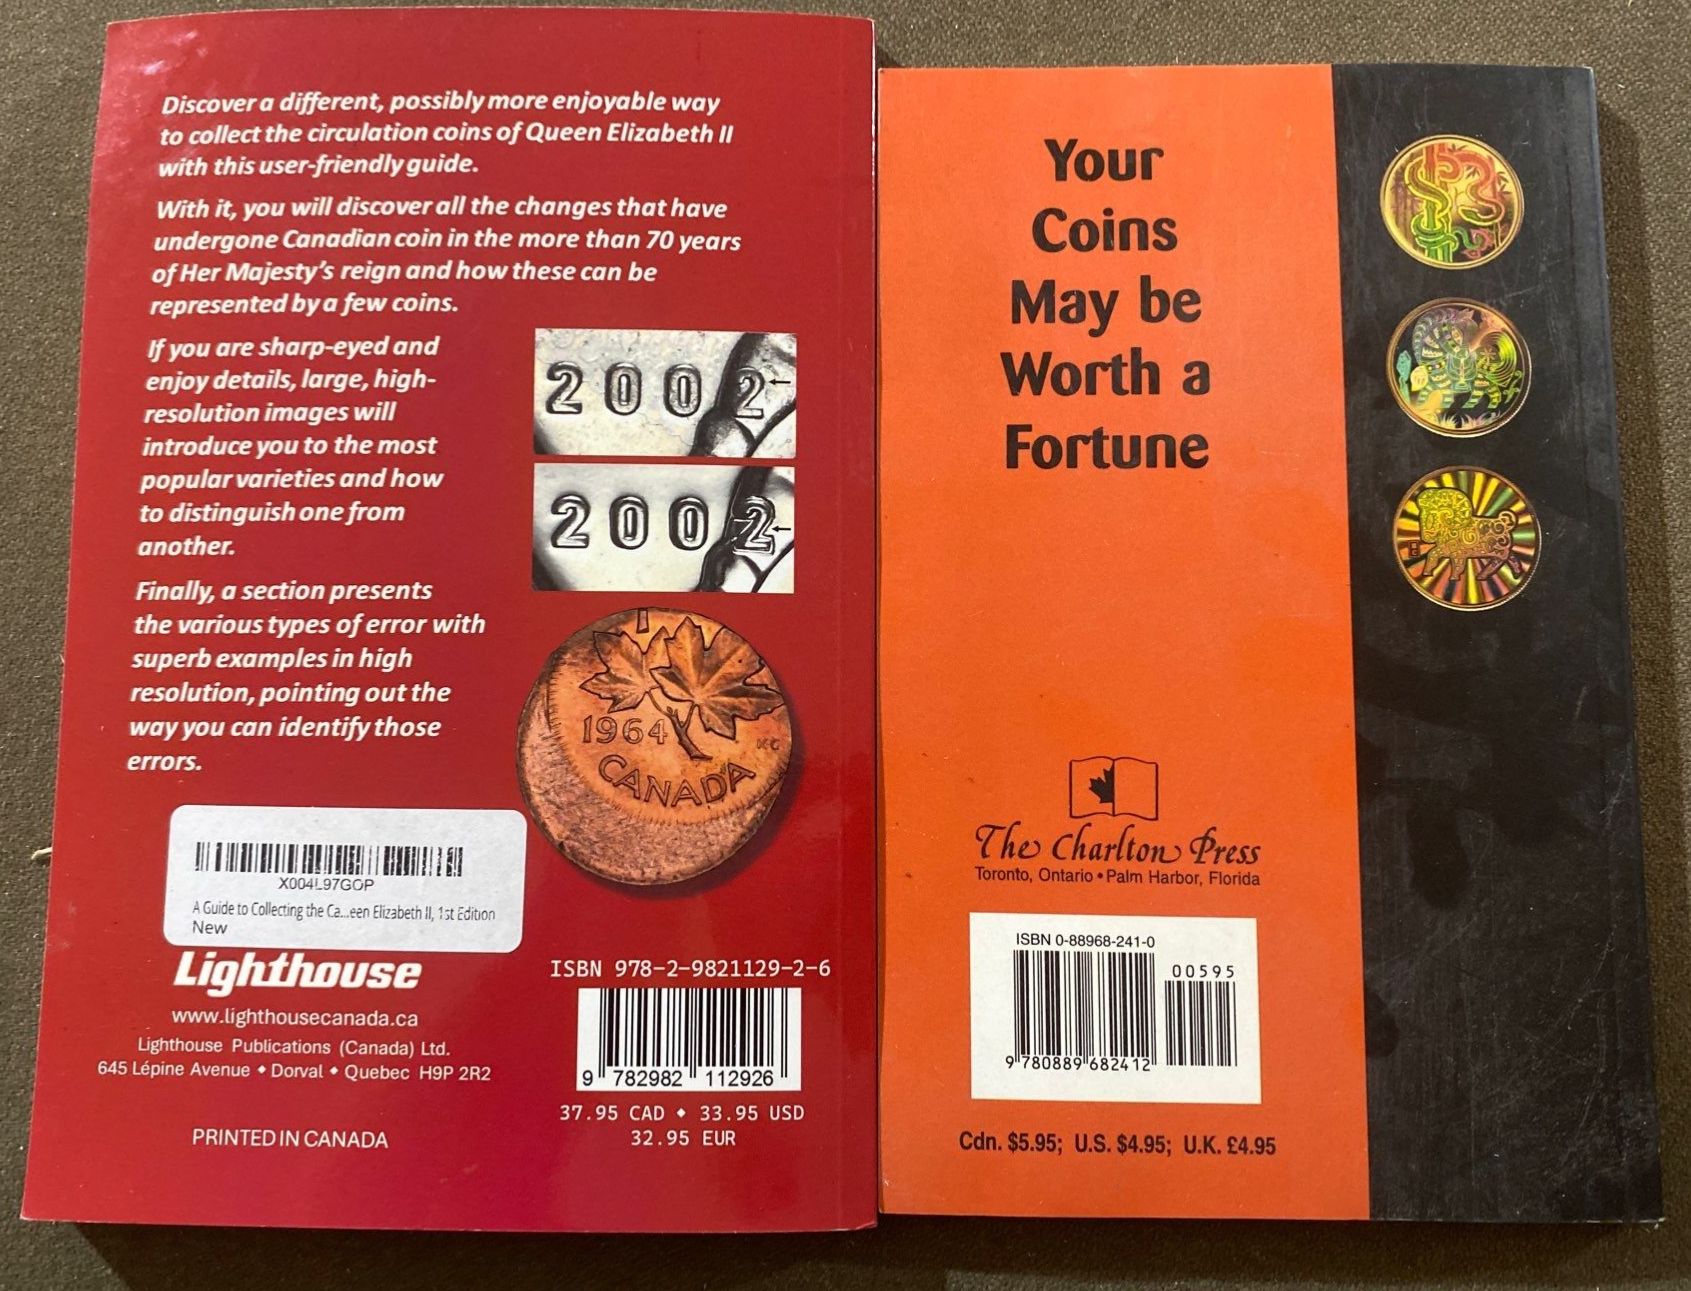 Discover a different, possibly more enjoyable way
to collect the circulation coins of Queen Elizabeth II
with this user-friendly guide.
With it, you will discover all the changes that have
undergone Canadian coin in the more than 70 years
of Her Majesty's reign and how these can be
represented by a few coins.
If you are sharp-eyed and
enjoy details, large, high-
resolution images will
introduce you to the most
popular varieties and how
to distinguish one from
another.
Finally, a section presents
the various types of error with
superb examples in high
resolution, pointing out the
way you can identify those
errors.
2002
2002
1964
KG
CANADA
X004L97GOP
A Guide to Collecting the Ca...een Elizabeth II, 1st Edition
New
Lighthouse
www.lighthousecanada.ca
Lighthouse Publications (Canada) Ltd.
645 Lépine Avenue ◆ Dorval ◆ Quebec H9P 2R2
PRINTED IN CANADA
ISBN 978-2-9821129-2-6
9 782982 112926
37.95 CAD ◆ 33.95 USD
32.95 EUR
Your
Coins
May be
Worth a
Fortune
The Charlton Press
Toronto, Ontario • Palm Harbor, Florida
ISBN 0-88968-241-0
00595
9 780889 682412
Cdn. $5.95; U.S. $4.95; U.K. £4.95